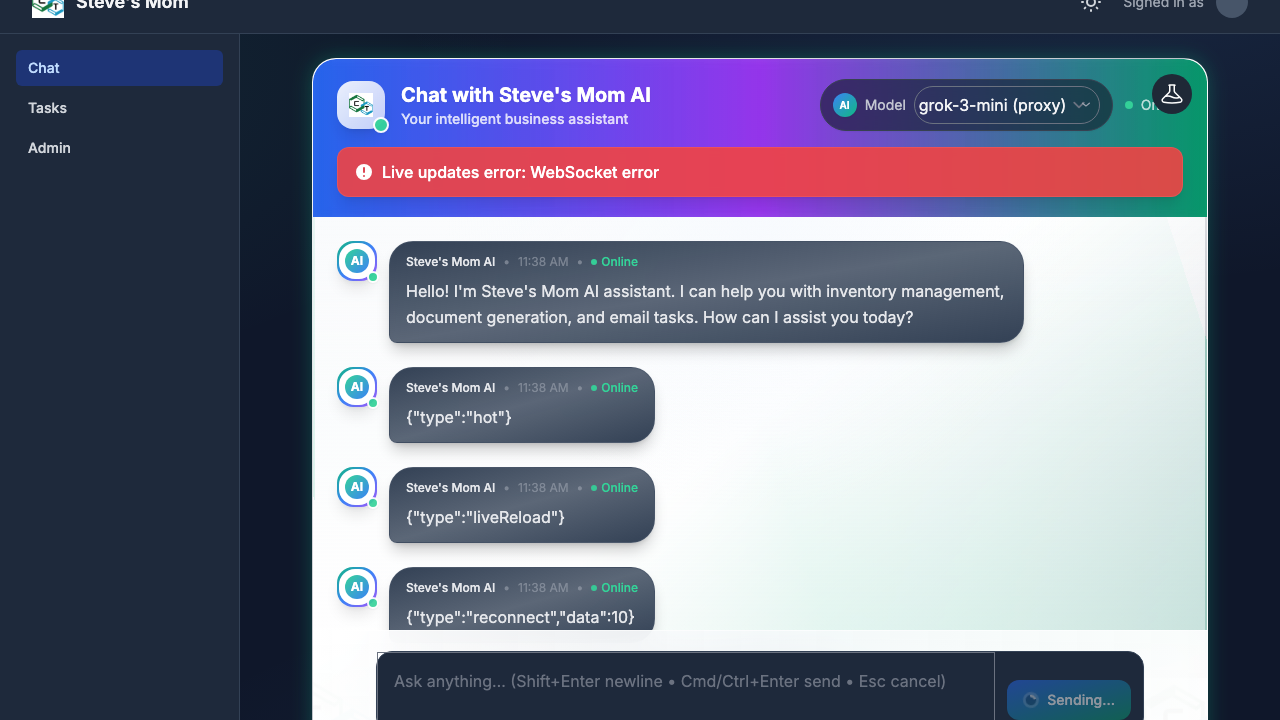 Steve's Mom
Signed in as
Chat
Tasks
Admin
Chat with Steve's Mom AI
Your intelligent business assistant
AI Model grok-3-mini (proxy)
Live updates error: WebSocket error
AI
Steve's Mom AI • 11:38 AM • Online
Hello! I'm Steve's Mom AI assistant. I can help you with inventory management,
document generation, and email tasks. How can I assist you today?
AI
Steve's Mom AI • 11:38 AM • Online
{"type":"hot"}
AI
Steve's Mom AI • 11:38 AM • Online
{"type":"liveReload"}
AI
Steve's Mom AI • 11:38 AM • Online
{"type":"reconnect","data":10}
Ask anything... (Shift+Enter newline • Cmd/Ctrl+Enter send • Esc cancel)
Sending...